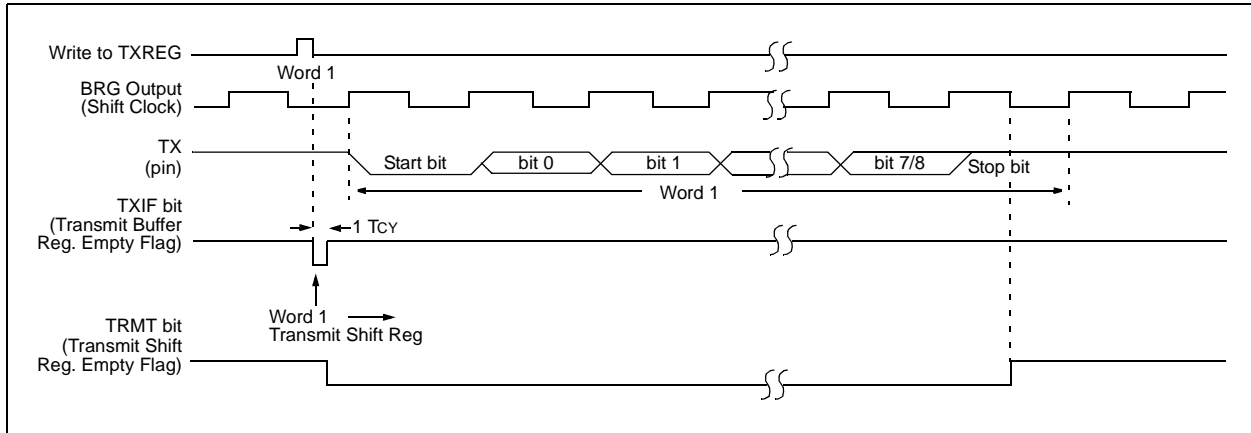 Write to TXREG
Word 1
BRG Output
(Shift Clock)
TX
(pin)
Start bit
bit 0
bit 1
bit 7/8
Stop bit
Word 1
TXIF bit
(Transmit Buffer
Reg. Empty Flag)
1 TCY
Word 1
Transmit Shift Reg
TRMT bit
(Transmit Shift
Reg. Empty Flag)